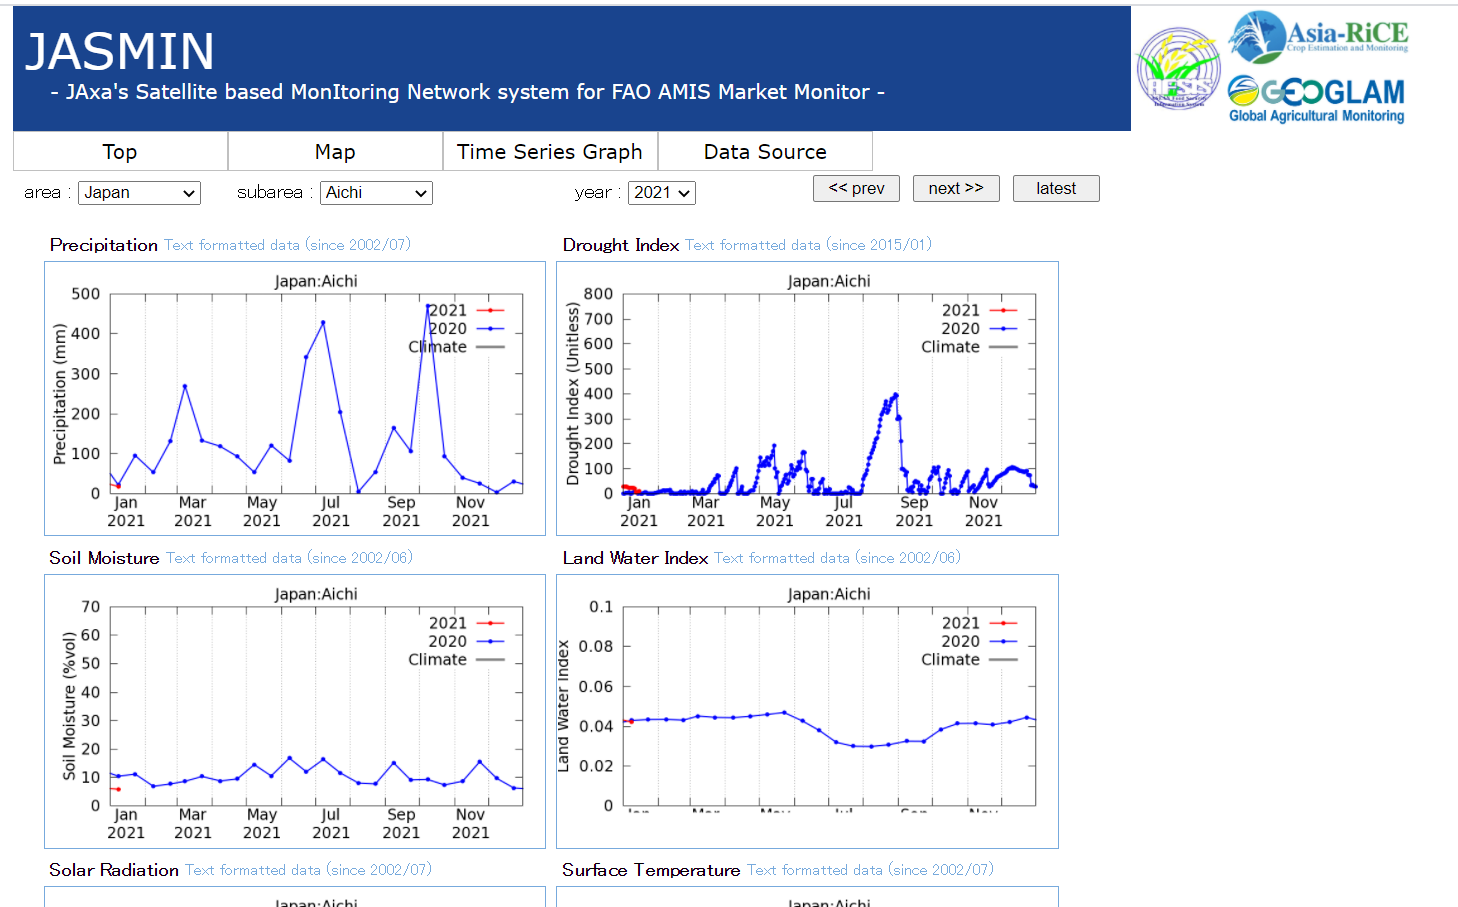 JASMIN
- JAxa's Satellite based MonItoring Network system for FAO AMIS Market Monitor -
AFSIS
Asia-RiCE
Crop Estimation and Monitoring
GEOGLAM
Global Agricultural Monitoring
Top Map Time Series Graph Data Source
area : Japan subarea : Aichi year : 2021 << prev next >> latest
Precipitation Text formatted data (since 2002/07)
Japan:Aichi
Precipitation (mm)
500
400
300
200
100
0
2021
2020
Climate
Jan Mar May Jul Sep Nov
2021 2021 2021 2021 2021 2021
Drought Index Text formatted data (since 2015/01)
Japan:Aichi
Drought Index (Unitless)
800
700
600
500
400
300
200
100
0
2021
2020
Climate
Jan Mar May Jul Sep Nov
2021 2021 2021 2021 2021 2021
Soil Moisture Text formatted data (since 2002/06)
Japan:Aichi
Soil Moisture (%vol)
70
60
50
40
30
20
10
0
2021
2020
Climate
Jan Mar May Jul Sep Nov
2021 2021 2021 2021 2021 2021
Land Water Index Text formatted data (since 2002/06)
Japan:Aichi
Land Water Index
0.1
0.08
0.06
0.04
0.02
0
2021
2020
Climate
Jan Mar May Jul Sep Nov
Solar Radiation Text formatted data (since 2002/07)
Japan:Aichi
Surface Temperature Text formatted data (since 2002/07)
Japan:Aichi